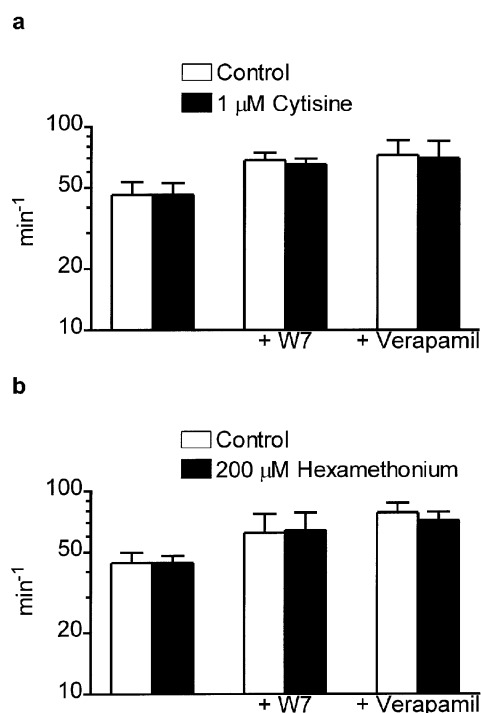 a
Control
1 μM Cytisine
100
50
20
10
min-1
+ W7
+ Verapamil
b
Control
200 μM Hexamethonium
100
50
20
10
min-1
+ W7
+ Verapamil